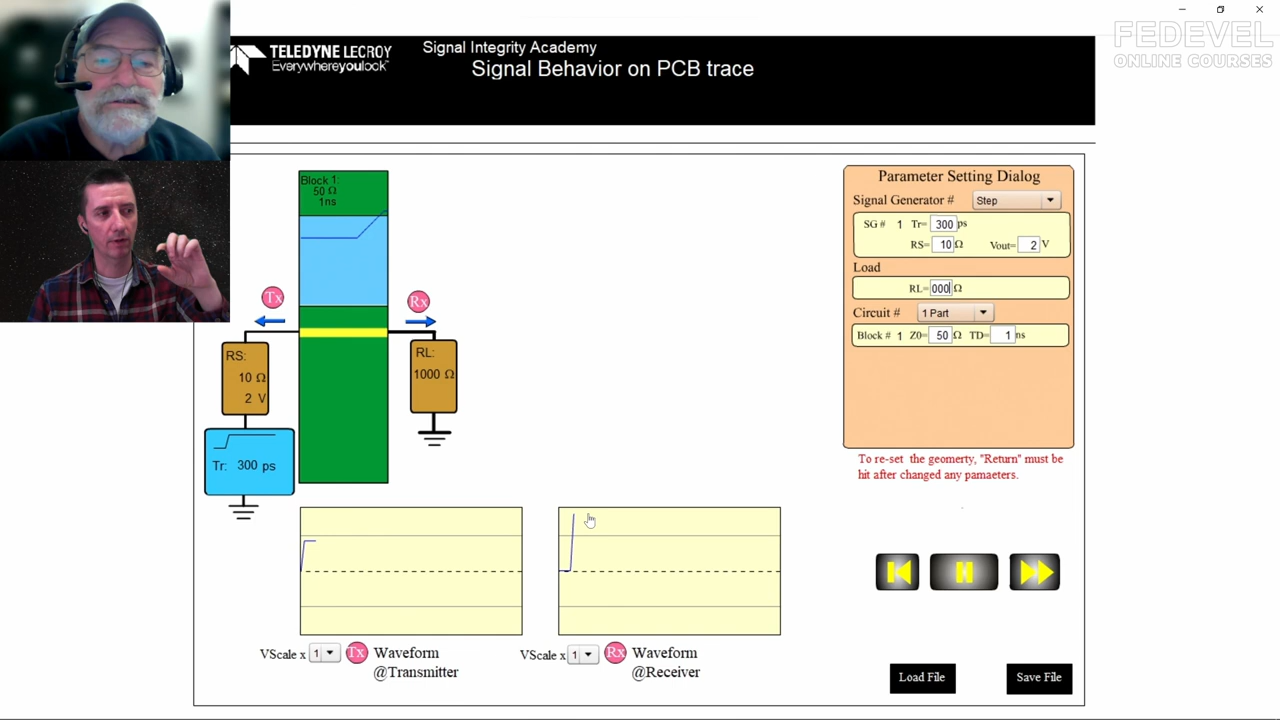 FEDEVEL
ONLINE COURSES
TELEDYNE LECROY
Everywhereyoulook
Signal Integrity Academy
Signal Behavior on PCB trace
Block 1:
50 Ω
1ns
Tx
Rx
RS:
10 Ω
2 V
RL:
1000 Ω
Tr: 300 ps
Parameter Setting Dialog
Signal Generator # Step
SG # 1 Tr= 300 ps
RS= 10 Ω Vout= 2 V
Load
RL= 000 Ω
Circuit # 1 Part
Block # 1 Z0= 50 Ω TD= 1 ns
To re-set the geomerty, "Return" must be
hit after changed any pamaeters.
VScale x 1 Tx Waveform
@Transmitter
VScale x 1 Rx Waveform
@Receiver
Load File
Save File